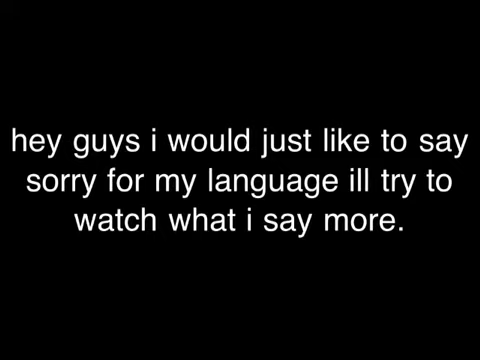 hey guys i would just like to say
sorry for my language ill try to
watch what i say more.